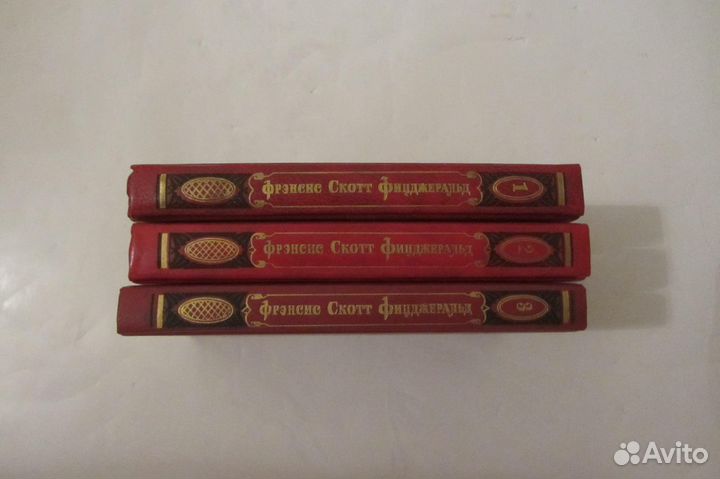 Фрэнсис Скотт Фицджеральд 1
Фрэнсис Скотт Фицджеральд 2
Фрэнсис Скотт Фицджеральд 3
Avito